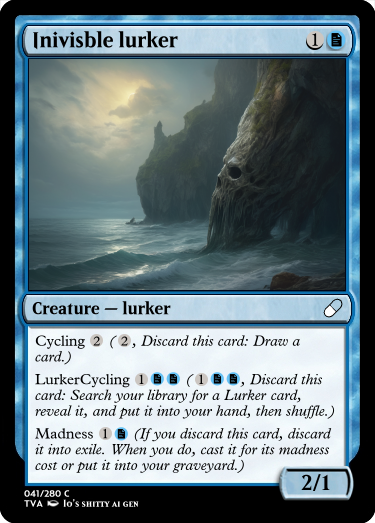 Inivisble lurker 1
Creature — lurker
Cycling 2 ( 2, Discard this card: Draw a
card.)
LurkerCycling 1 ( 1, Discard this
card: Search your library for a Lurker card,
reveal it, and put it into your hand, then shuffle.)
Madness 1 (If you discard this card, discard
it into exile. When you do, cast it for its madness
cost or put it into your graveyard.)
2/1
041/280 C
TVA Io's SHITTY AI GEN